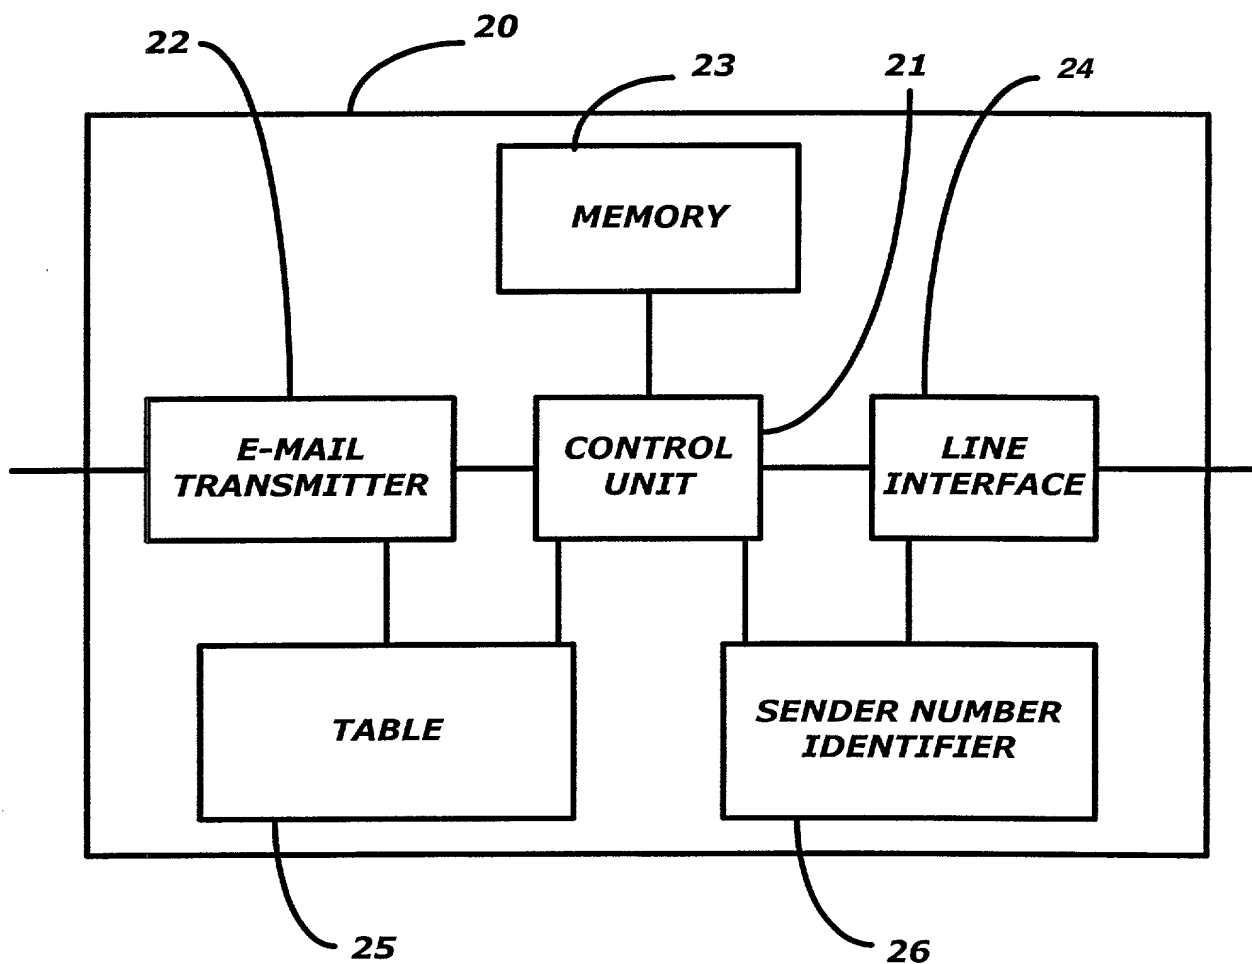 20
22
23
21
24
MEMORY
E-MAIL
TRANSMITTER
CONTROL
UNIT
LINE
INTERFACE
TABLE
SENDER NUMBER
IDENTIFIER
25
26